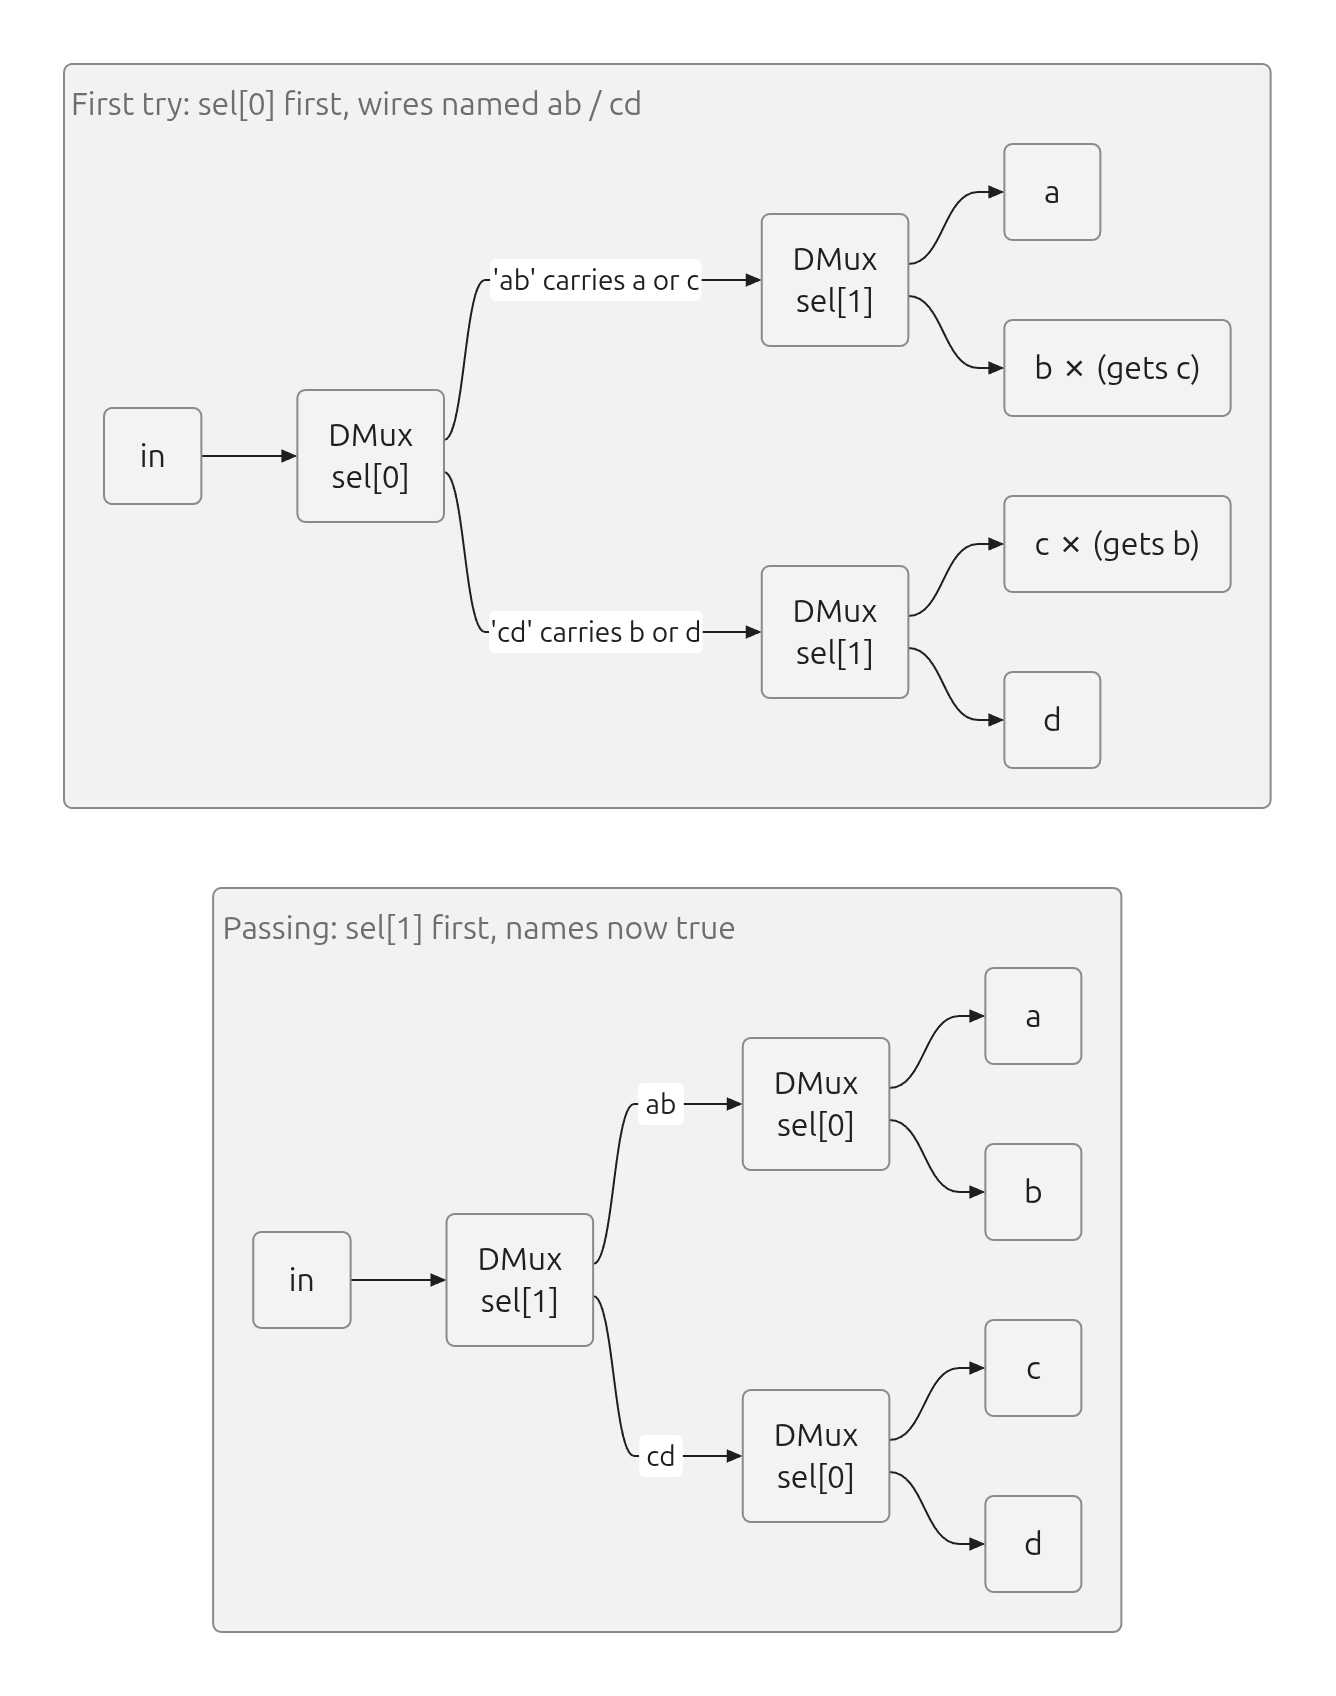 First try: sel[0] first, wires named ab / cd
a
DMux
sel[1]
'ab' carries a or c
b × (gets c)
in
DMux
sel[0]
c × (gets b)
DMux
sel[1]
'cd' carries b or d
d
Passing: sel[1] first, names now true
a
DMux
sel[0]
ab
b
in
DMux
sel[1]
c
DMux
sel[0]
cd
d